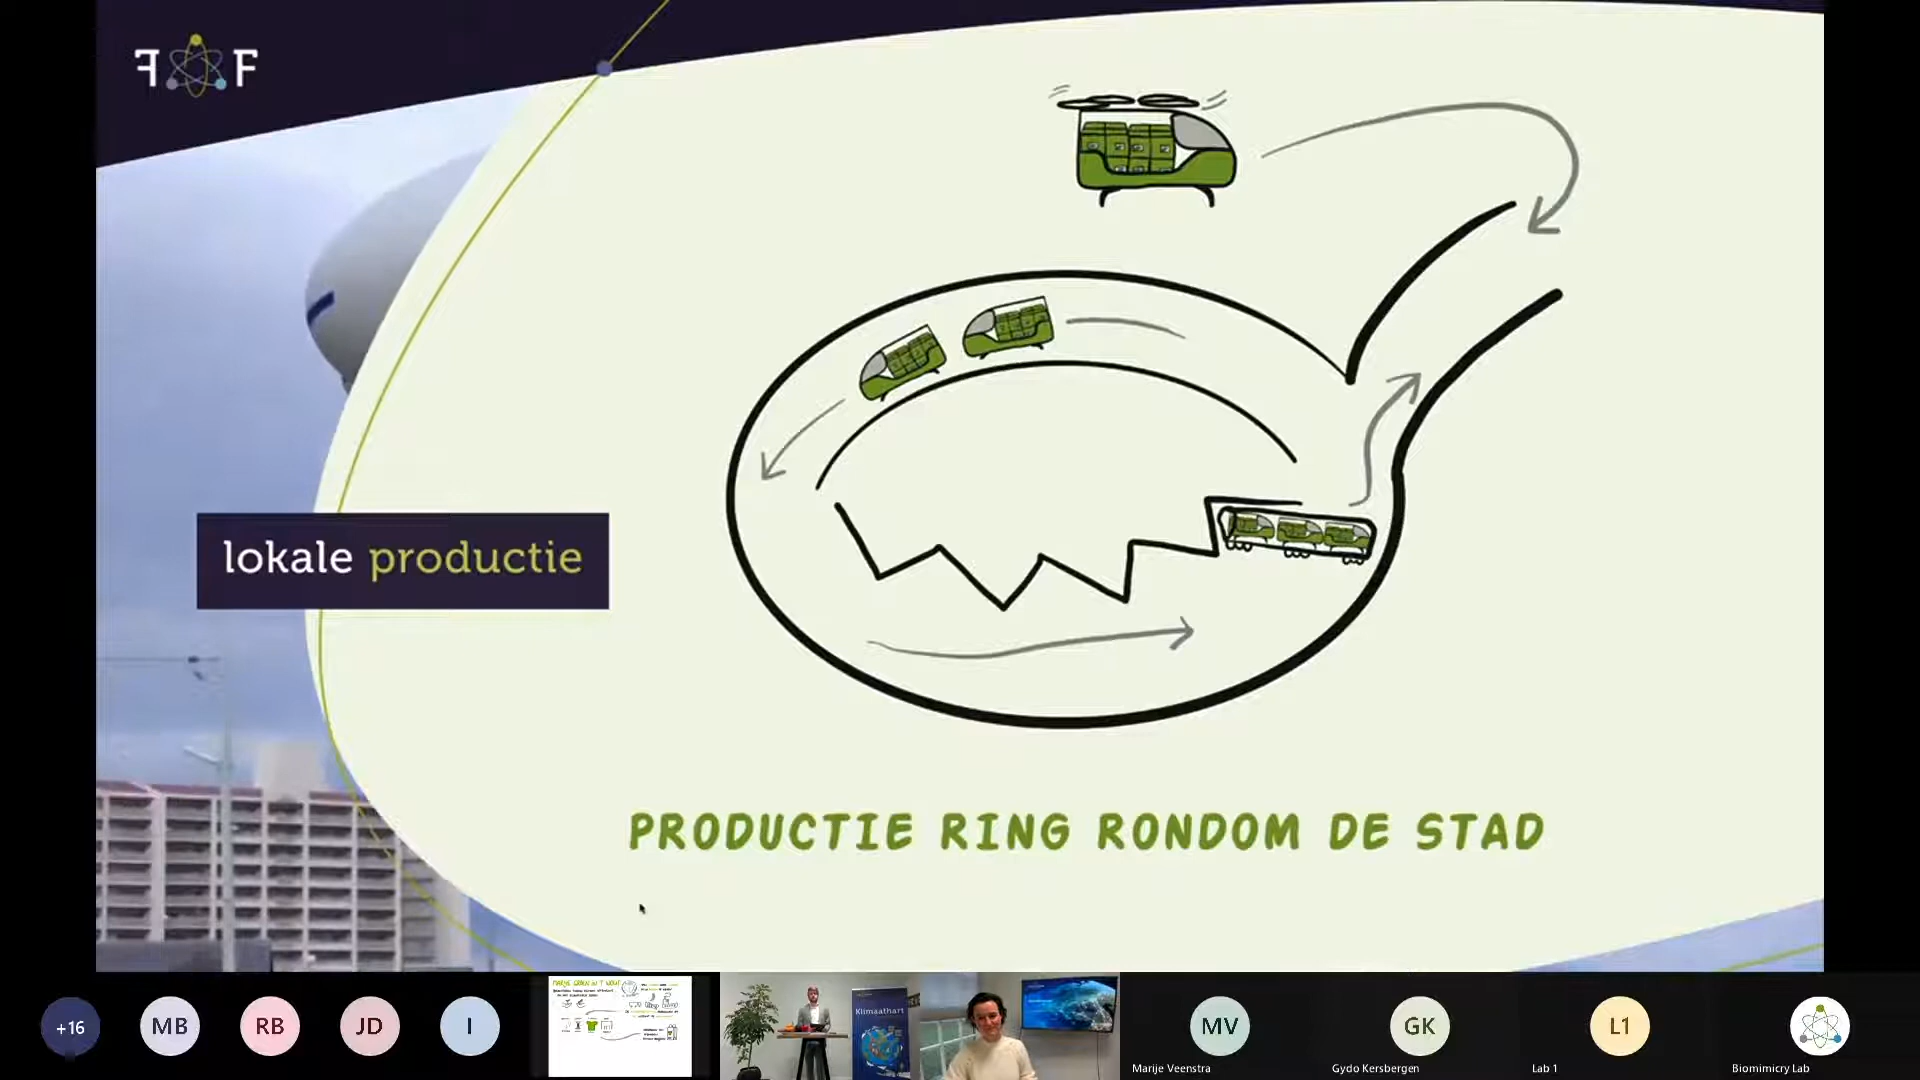 F F
lokale productie
PRODUCTIE RING RONDOM DE STAD
+16
MB
RB
JD
I
Klimaathart
MV
Marije Veenstra
GK
Gydo Kersbergen
L1
Lab 1
Biomimicry Lab